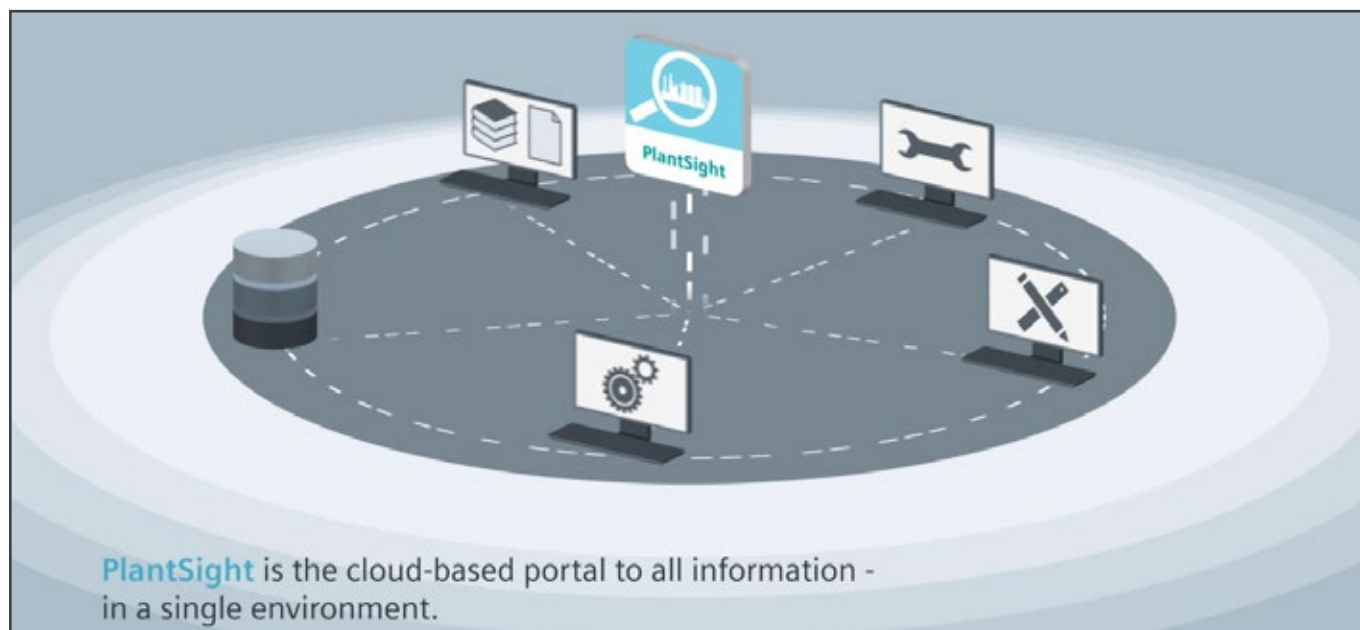 PlantSight
PlantSight is the cloud-based portal to all information -
in a single environment.